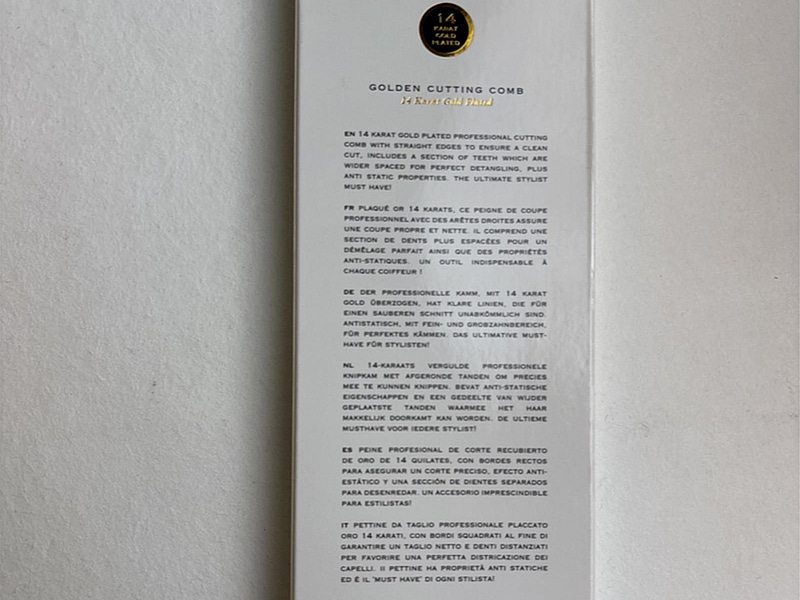 14
KARAT
GOLD
PLATED
GOLDEN CUTTING COMB
14 Karat Gold Plated
EN 14 KARAT GOLD PLATED PROFESSIONAL CUTTING
COMB WITH STRAIGHT EDGES TO ENSURE A CLEAN
CUT, INCLUDES A SECTION OF TEETH WHICH ARE
WIDER SPACED FOR PERFECT DETANGLING, PLUS
ANTI STATIC PROPERTIES. THE ULTIMATE STYLIST
MUST HAVE!
FR PLAQUÉ OR 14 KARATS, CE PEIGNE DE COUPE
PROFESSIONNEL AVEC DES ARÊTES DROITES ASSURE
UNE COUPE PROPRE ET NETTE. IL COMPREND UNE
SECTION DE DENTS PLUS ESPACÉES POUR UN
DÉMÊLAGE PARFAIT AINSI QUE DES PROPRIÉTÉS
ANTI-STATIQUES. UN OUTIL INDISPENSABLE À
CHAQUE COIFFEUR !
DE DER PROFESSIONELLE KAMM, MIT 14 KARAT
GOLD ÜBERZOGEN, HAT KLARE LINIEN, DIE FÜR
EINEN SAUBEREN SCHNITT UNABKÖMMLICH SIND.
ANTISTATISCH, MIT FEIN- UND GROBZAHNBEREICH,
FÜR PERFEKTES KÄMMEN. DAS ULTIMATIVE MUST-
HAVE FÜR STYLISTEN!
NL 14-KARAATS VERGULDE PROFESSIONELE
KNIPKAM MET AFGERONDE TANDEN OM PRECIES
MEE TE KUNNEN KNIPPEN. BEVAT ANTI-STATISCHE
EIGENSCHAPPEN EN EEN GEDEELTE VAN WIJDER
GEPLAATSTE TANDEN WAARMEE HET HAAR
MAKKELIJK DOORKAMT KAN WORDEN. DE ULTIEME
MUSTHAVE VOOR IEDERE STYLIST!
ES PEINE PROFESIONAL DE CORTE RECUBIERTO
DE ORO DE 14 QUILATES, CON BORDES RECTOS
PARA ASEGURAR UN CORTE PRECISO, EFECTO ANTI-
ESTÁTICO Y UNA SECCIÓN DE DIENTES SEPARADOS
PARA DESENREDAR. UN ACCESORIO IMPRESCINDIBLE
PARA ESTILISTAS!
IT PETTINE DA TAGLIO PROFESSIONALE PLACCATO
ORO 14 KARATI, CON BORDI SQUADRATI AL FINE DI
GARANTIRE UN TAGLIO NETTO E DENTI DISTANZIATI
PER FAVORIRE UNA PERFETTA DISTRICAZIONE DEI
CAPELLI. II PETTINE HA PROPRIETÀ ANTI STATICHE
ED É IL "MUST HAVE" DI OGNI STILISTA!